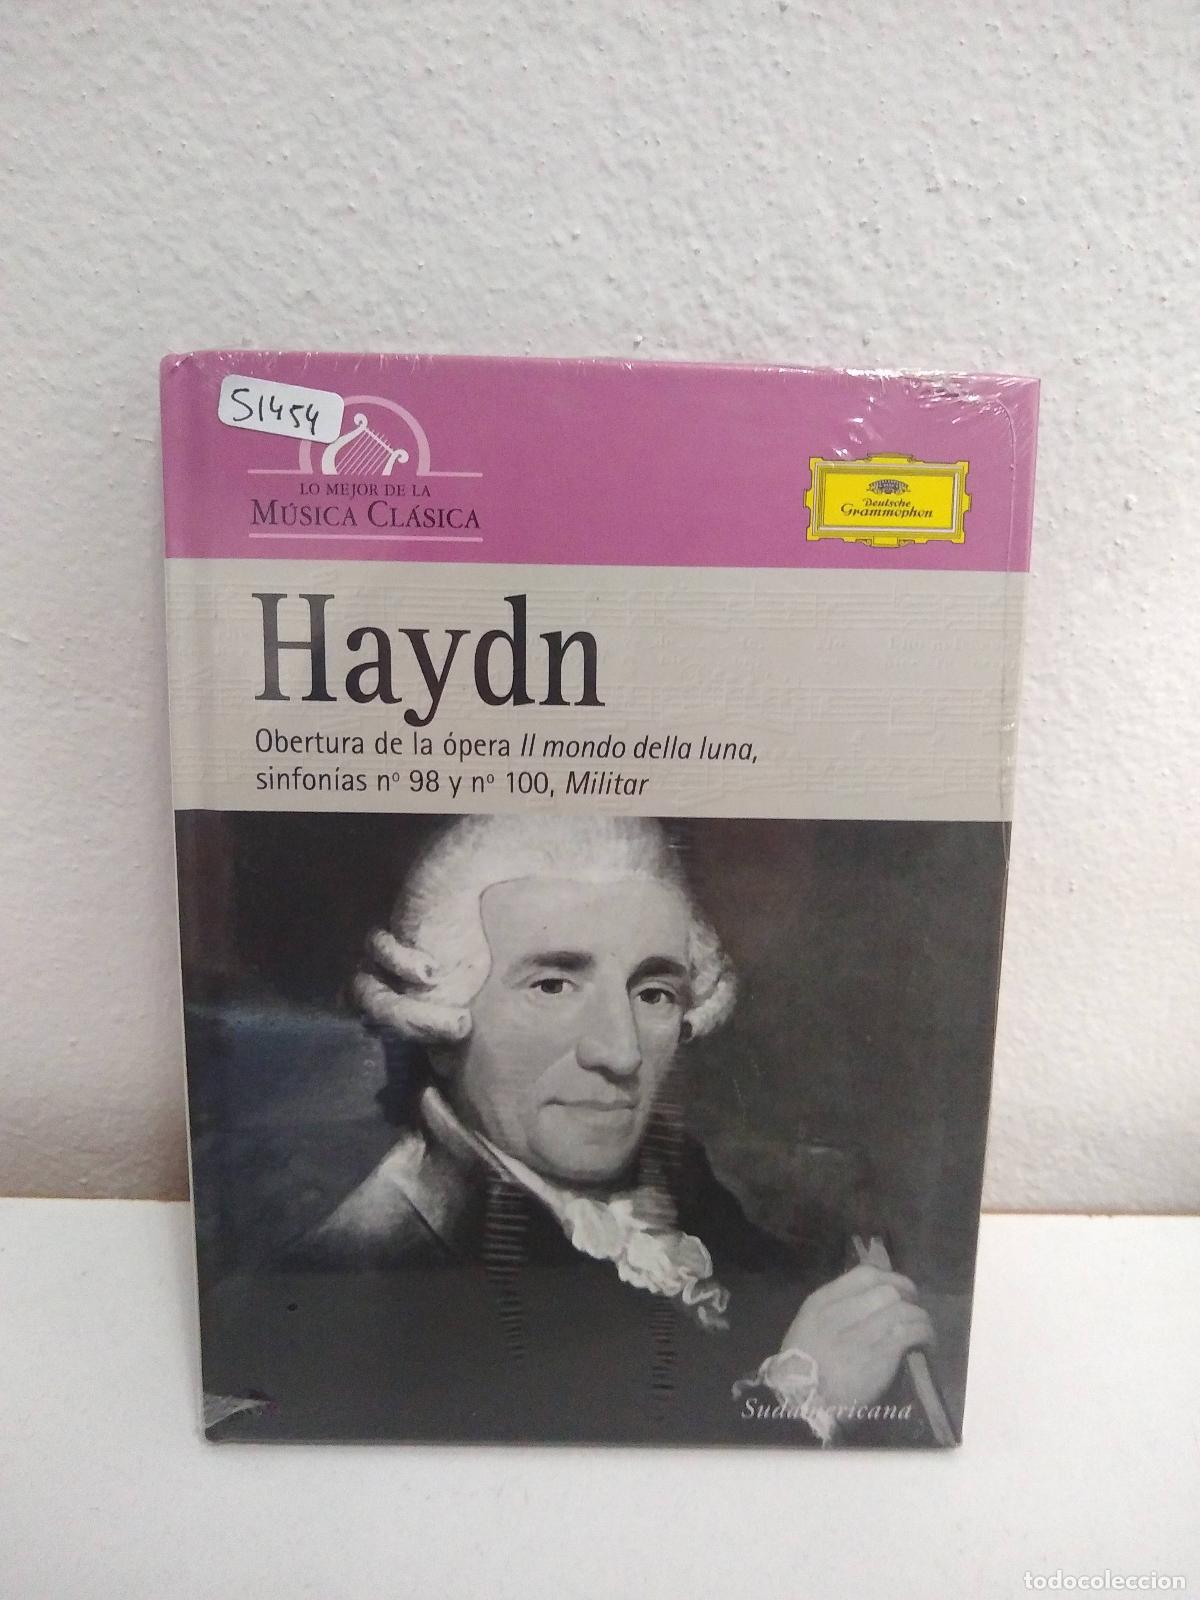 S1454
LO MEJOR DE LA
MÚSICA CLÁSICA
Deutsche
Grammophon
Haydn
Obertura de la ópera Il mondo della luna,
sinfonías nº 98 y nº 100, Militar
Sudamericana
todocoleccion